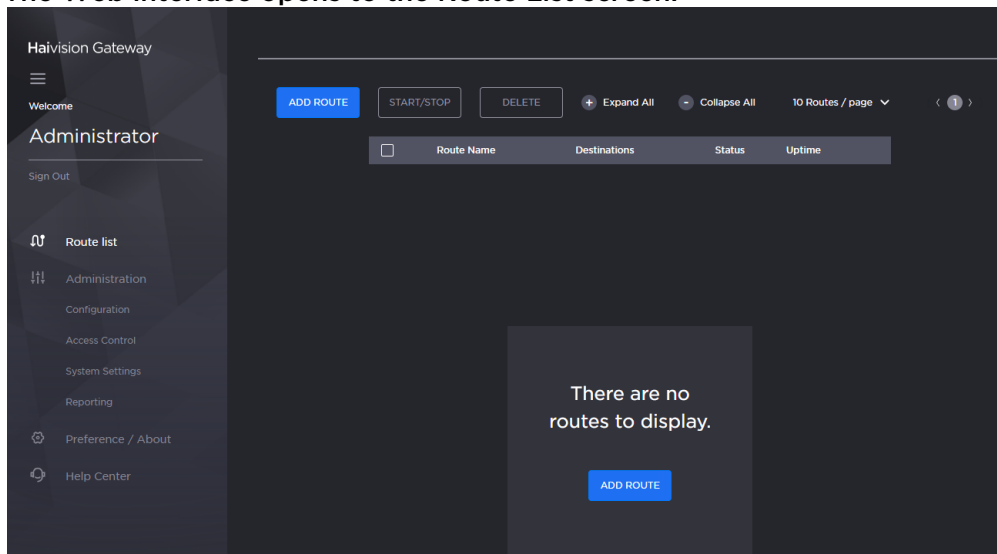 The Web Interface opens to the Route List screen.
Haivision Gateway
Welcome
Administrator
Sign Out
Route list
Administration
Configuration
Access Control
System Settings
Reporting
Preference / About
Help Center
ADD ROUTE START/STOP DELETE + Expand All - Collapse All 10 Routes / page 1
Route Name Destinations Status Uptime
There are no
routes to display.
ADD ROUTE